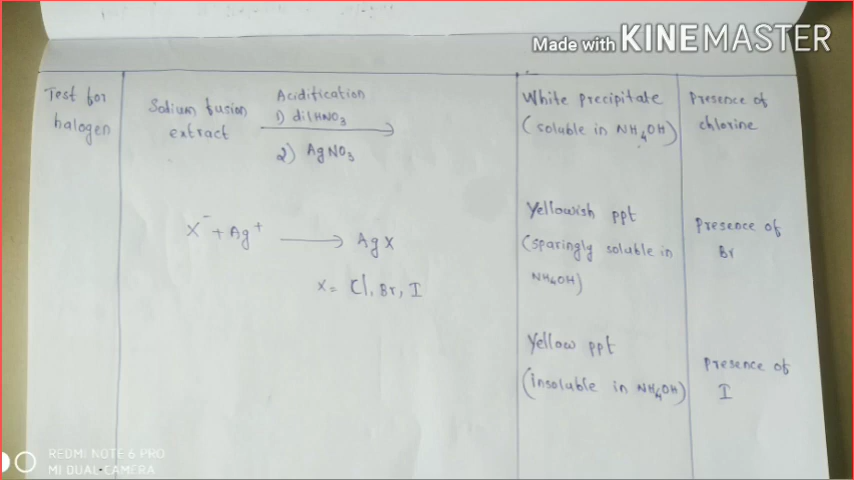 Made with KINEMASTER
Test for
halogen
Sodium fusion
extract
Acidification
1) dil HNO3
2) AgNO3
X⁻ + Ag⁺ → AgX
X = Cl, Br, I
White precipitate
(soluble in NH4OH)
Presence of
chlorine
Yellowish ppt
(sparingly soluble in
NH4OH)
Presence of
Br
Yellow ppt
(insoluble in NH4OH)
Presence of
I
REDMI NOTE 6 PRO
MI DUAL CAMERA